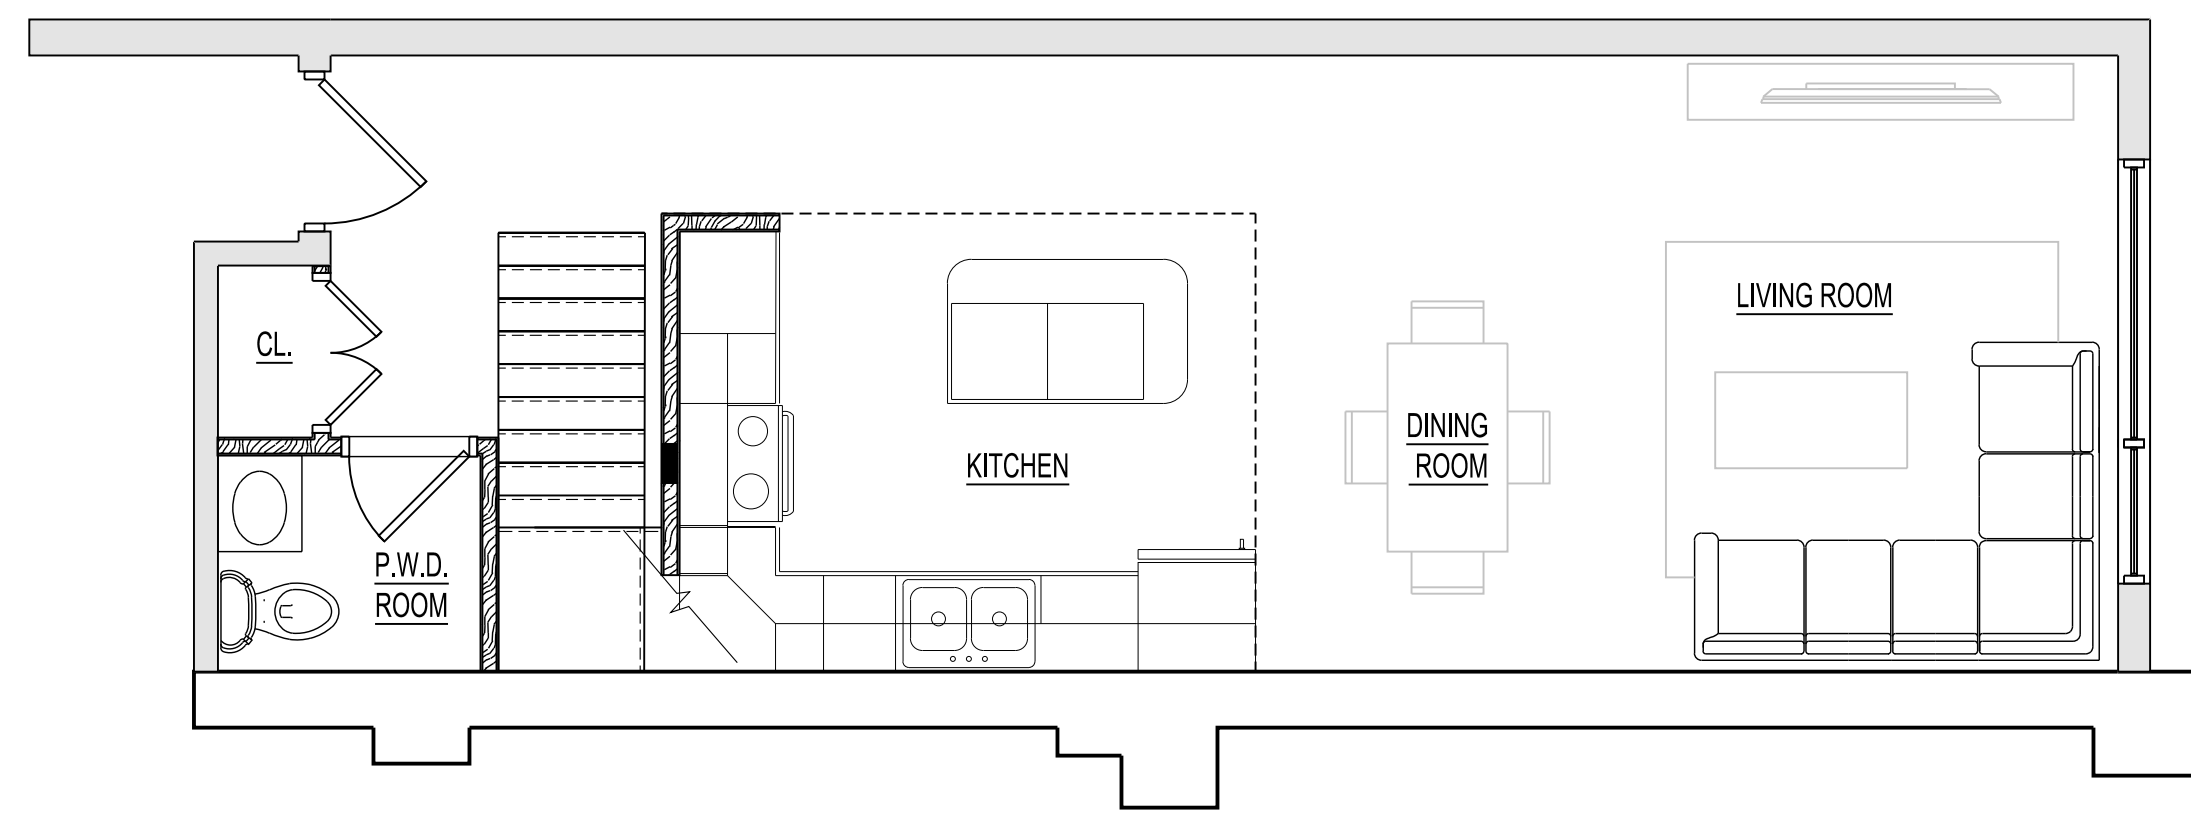 LIVING ROOM
CL.
DINING
ROOM
KITCHEN
P.W.D.
ROOM